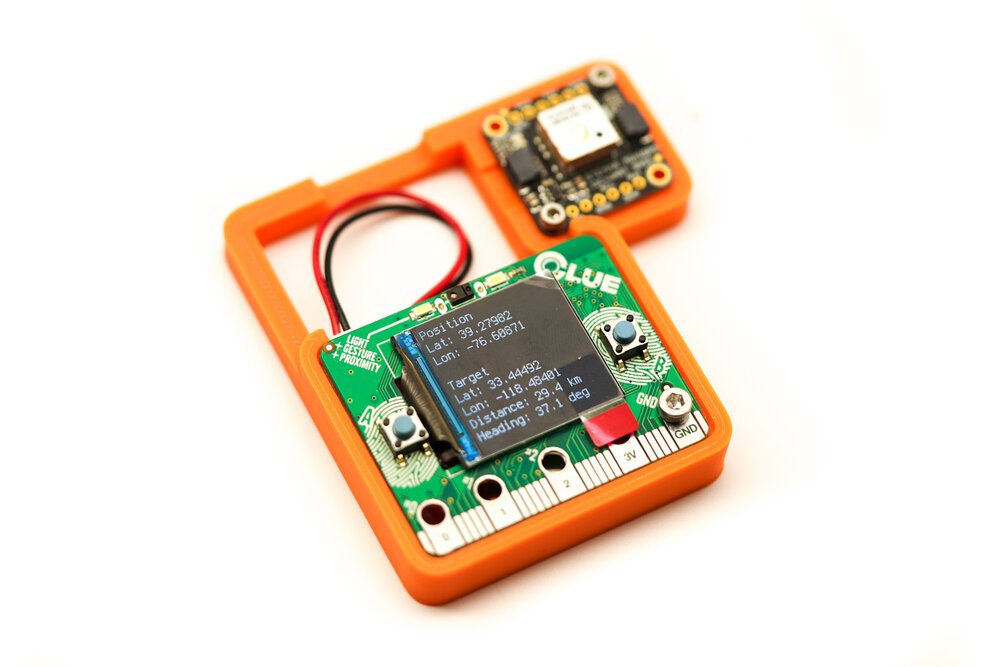 CLUE
LIGHT
GESTURE
+ PROXIMITY
Position
Lat: 39.27982
Lon: -76.60871
Target
Lat: 33.44492
Lon: -118.48401
Distance: 29.4 km
Heading: 37.1 deg
A
B
GND
0
1
2
3V
GND